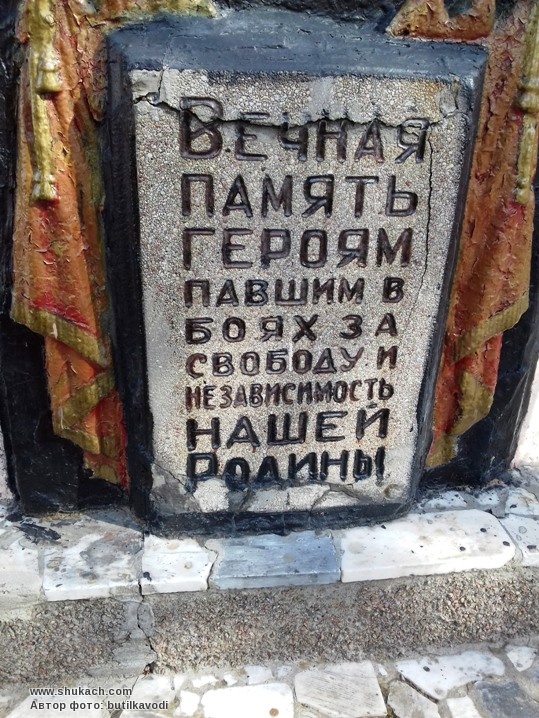 Вечная
память
героям
павшим в
боях за
свободу и
независимость
нашей
Родины!
www.shukach.com
Автор фото: butilkavodi